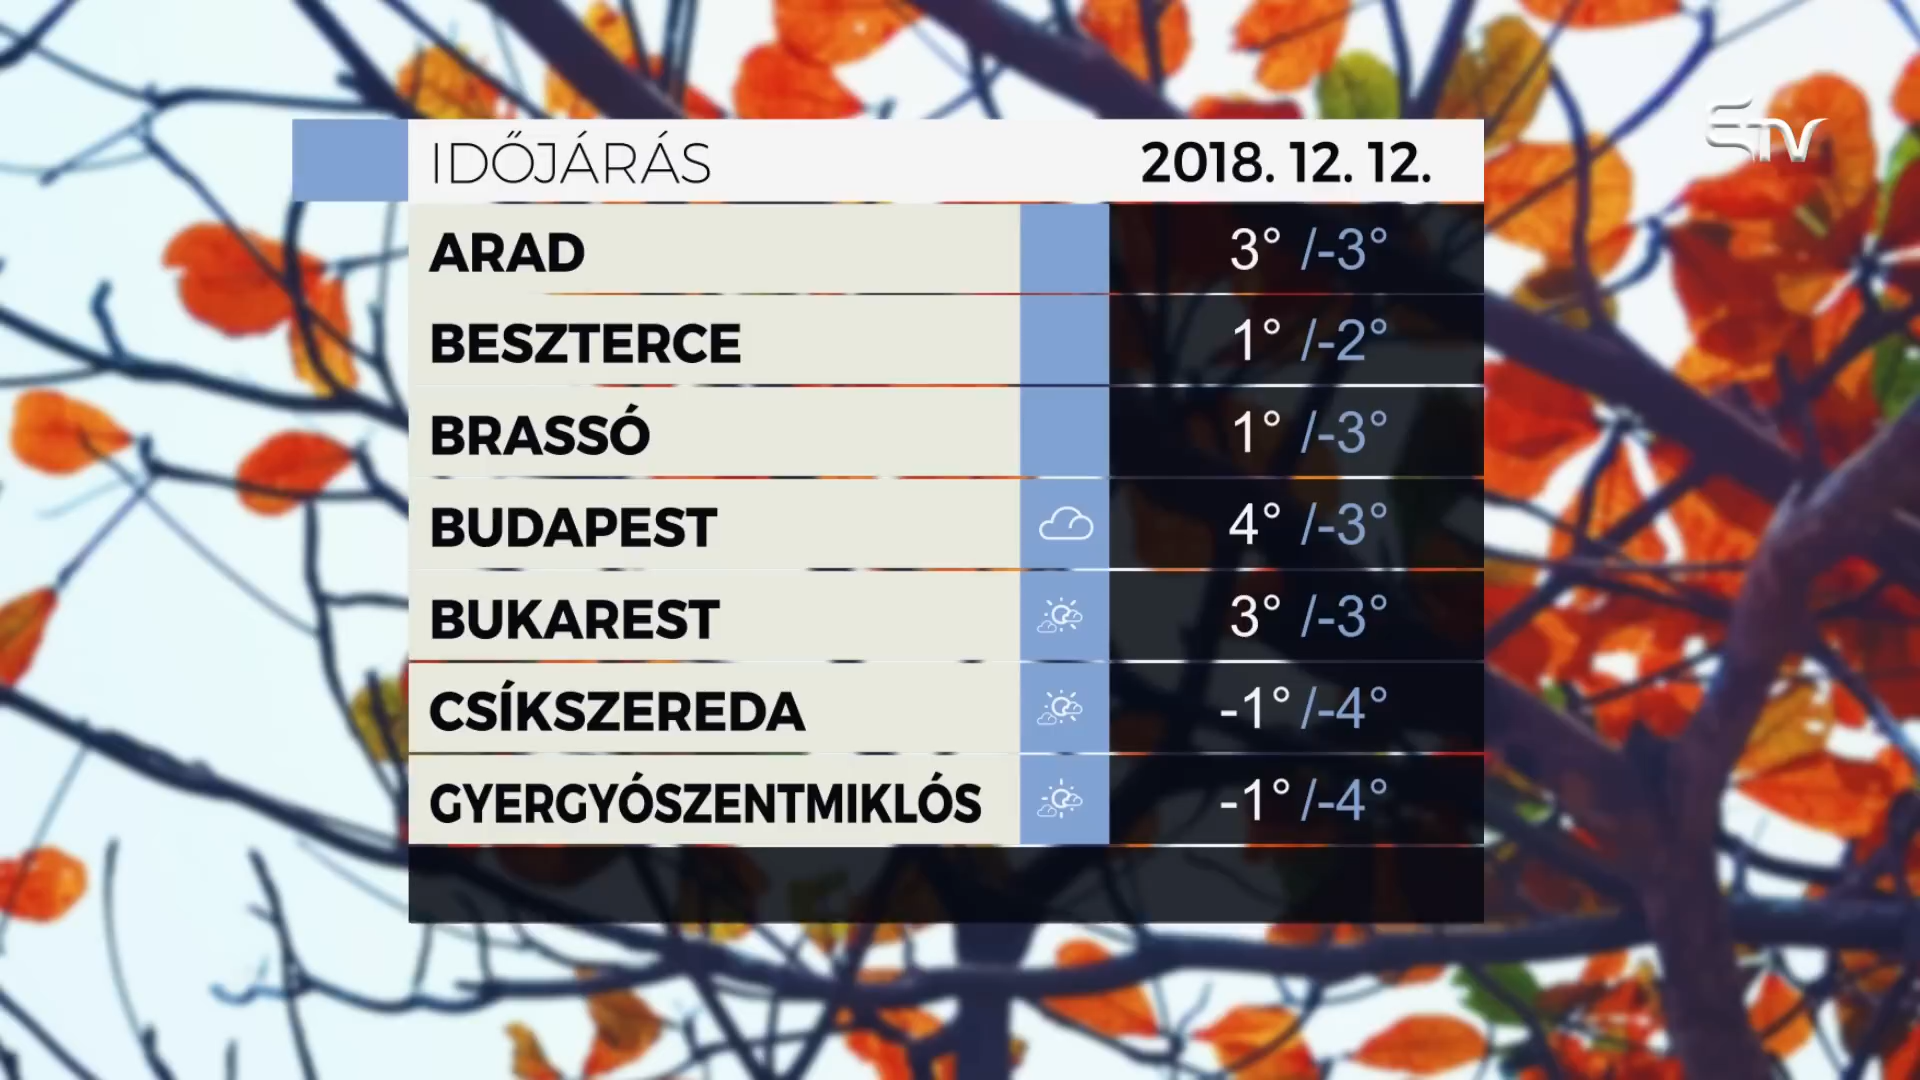 IDŐJÁRÁS 2018. 12. 12.
ETV
ARAD 3° /-3°
BESZTERCE 1° /-2°
BRASSÓ 1° /-3°
BUDAPEST 4° /-3°
BUKAREST 3° /-3°
CSÍKSZEREDA -1° /-4°
GYERGYÓSZENTMIKLÓS -1° /-4°